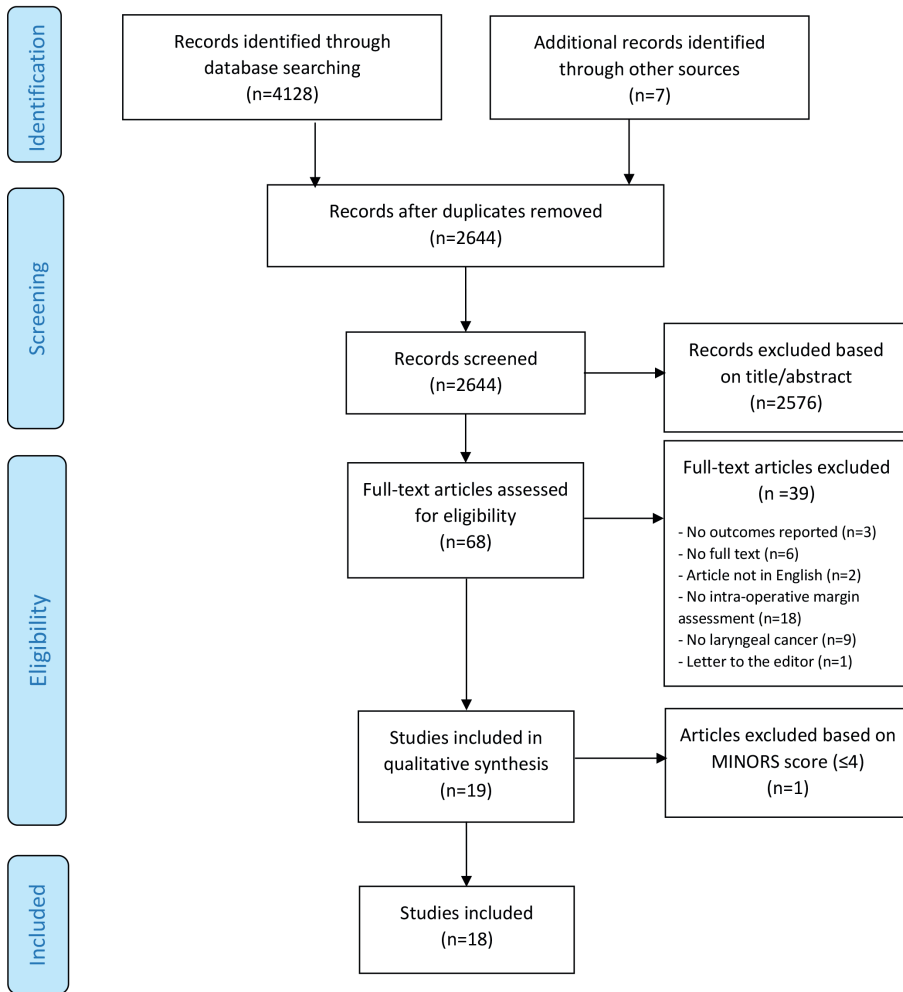 Identification
Records identified through
database searching
(n=4128)
Additional records identified
through other sources
(n=7)
Screening
Records after duplicates removed
(n=2644)
Records screened
(n=2644)
Records excluded based
on title/abstract
(n=2576)
Eligibility
Full-text articles assessed
for eligibility
(n=68)
Full-text articles excluded
(n =39)
- No outcomes reported (n=3)
- No full text (n=6)
- Article not in English (n=2)
- No intra-operative margin
assessment (n=18)
- No laryngeal cancer (n=9)
- Letter to the editor (n=1)
Studies included in
qualitative synthesis
(n=19)
Articles excluded based on
MINORS score (≤4)
(n=1)
Included
Studies included
(n=18)